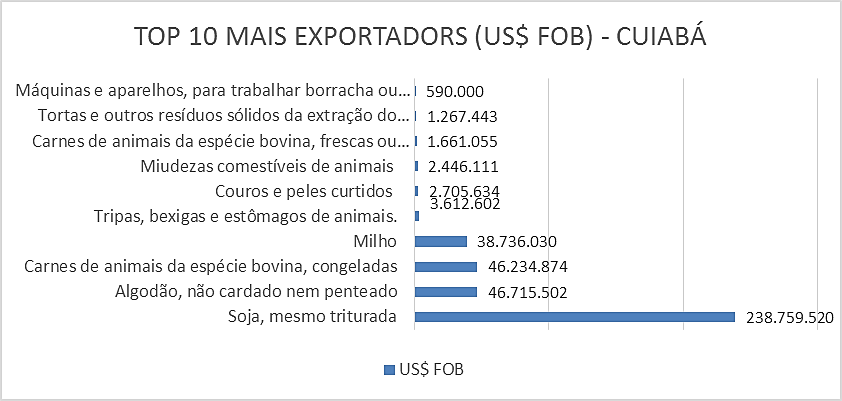 TOP 10 MAIS EXPORTADORS (US$ FOB) - CUIABÁ
Máquinas e aparelhos, para trabalhar borracha ou... 590.000
Tortas e outros resíduos sólidos da extração do... 1.267.443
Carnes de animais da espécie bovina, frescas ou... 1.661.055
Miudezas comestíveis de animais 2.446.111
Couros e peles curtidos 2.705.634
Tripas, bexigas e estômagos de animais. 3.612.602
Milho 38.736.030
Carnes de animais da espécie bovina, congeladas 46.234.874
Algodão, não cardado nem penteado 46.715.502
Soja, mesmo triturada 238.759.520
US$ FOB